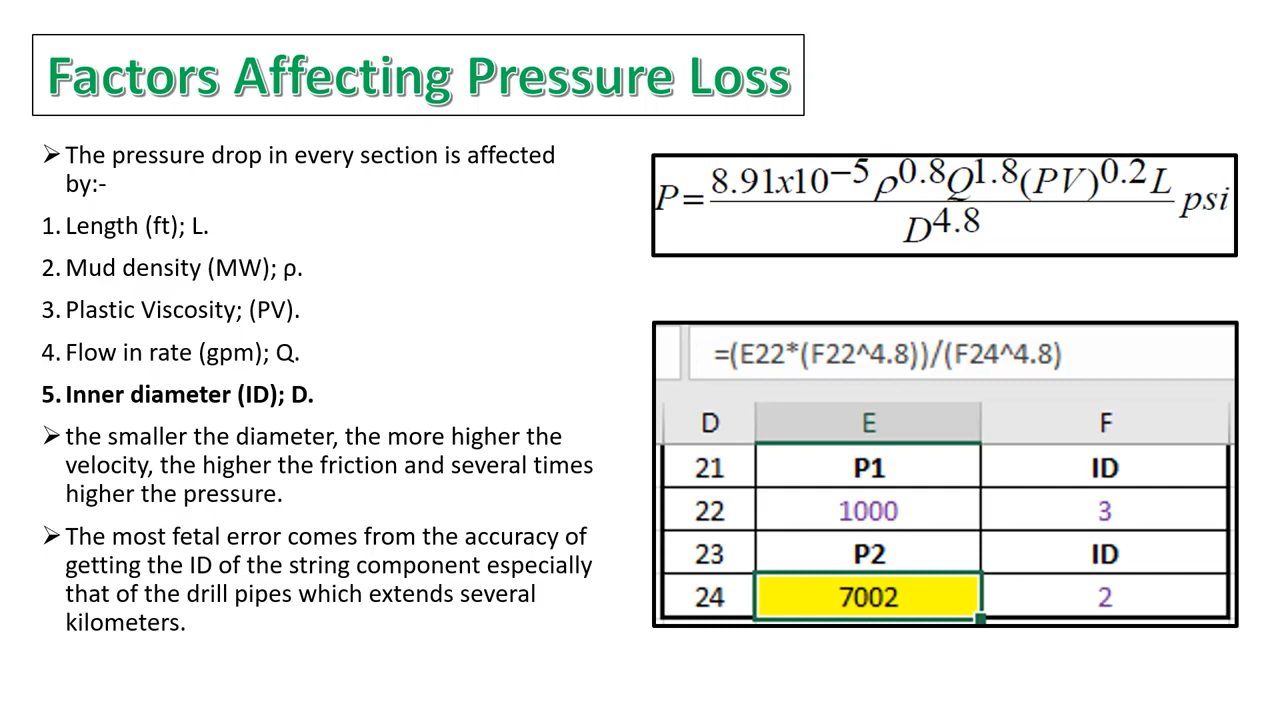 Factors Affecting Pressure Loss
➢ The pressure drop in every section is affected
by:-
1. Length (ft); L.
2. Mud density (MW); ρ.
3. Plastic Viscosity; (PV).
4. Flow in rate (gpm); Q.
5. Inner diameter (ID); D.
➢ the smaller the diameter, the more higher the
velocity, the higher the friction and several times
higher the pressure.
➢ The most fetal error comes from the accuracy of
getting the ID of the string component especially
that of the drill pipes which extends several
kilometers.
P = 8.91x10^−5 ρ^0.8 Q^1.8 (PV)^0.2 L / D^4.8 psi
=(E22*(F22^4.8))/(F24^4.8)
D E F
21 P1 ID
22 1000 3
23 P2 ID
24 7002 2